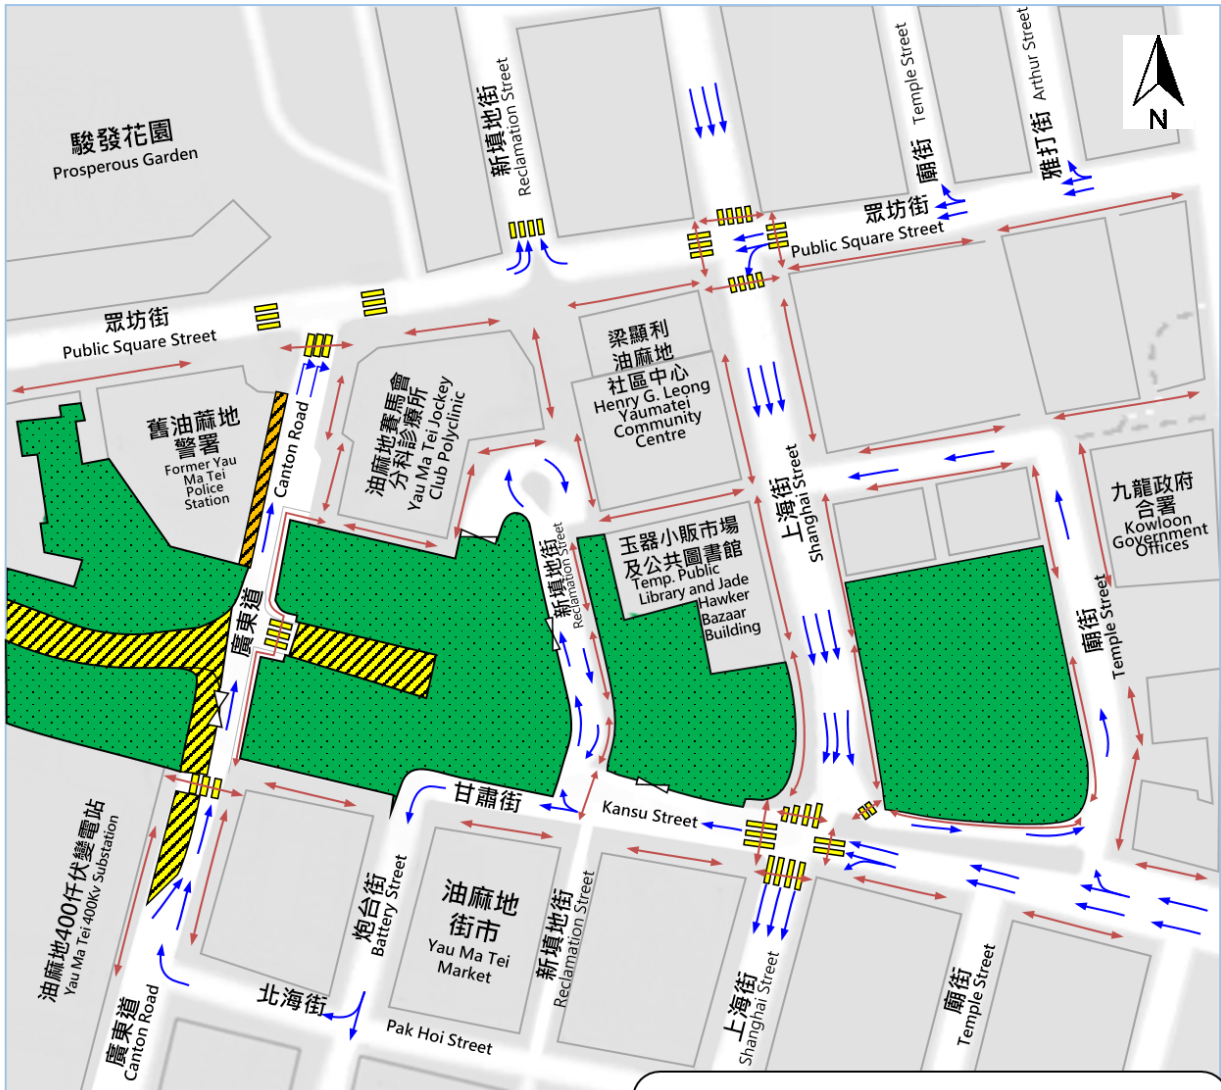 新填地街
Reclamation Street
廟街
Temple Street
雅打街
Arthur Street
N
駿發花園
Prosperous Garden
眾坊街
Public Square Street
眾坊街
Public Square Street
梁顯利
油麻地
社區中心
Henry G. Leong
Yaumatei
Community
Centre
油麻地賽馬會
分科診療所
Yau Ma Tei Jockey
Club Polyclinic
舊油蔴地
警署
Former Yau
Ma Tei
Police
Station
Canton Road
廣東道
上海街
Shanghai Street
九龍政府
合署
Kowloon
Government
Offices
玉器小販市場
及公共圖書館
Temp. Public
Library and Jade
Hawker
Bazaar
Building
新填地街
Reclamation Street
廟街
Temple Street
甘肅街
Kansu Street
油麻地400仟伏變電站
Yau Ma Tei 400Kv Substation
炮台街
Battery Street
油麻地
街市
Yau Ma Tei
Market
新填地街
Reclamation Street
上海街
Shanghai Street
廟街
Temple Street
北海街
Pak Hoi Street
廣東道
Canton Road